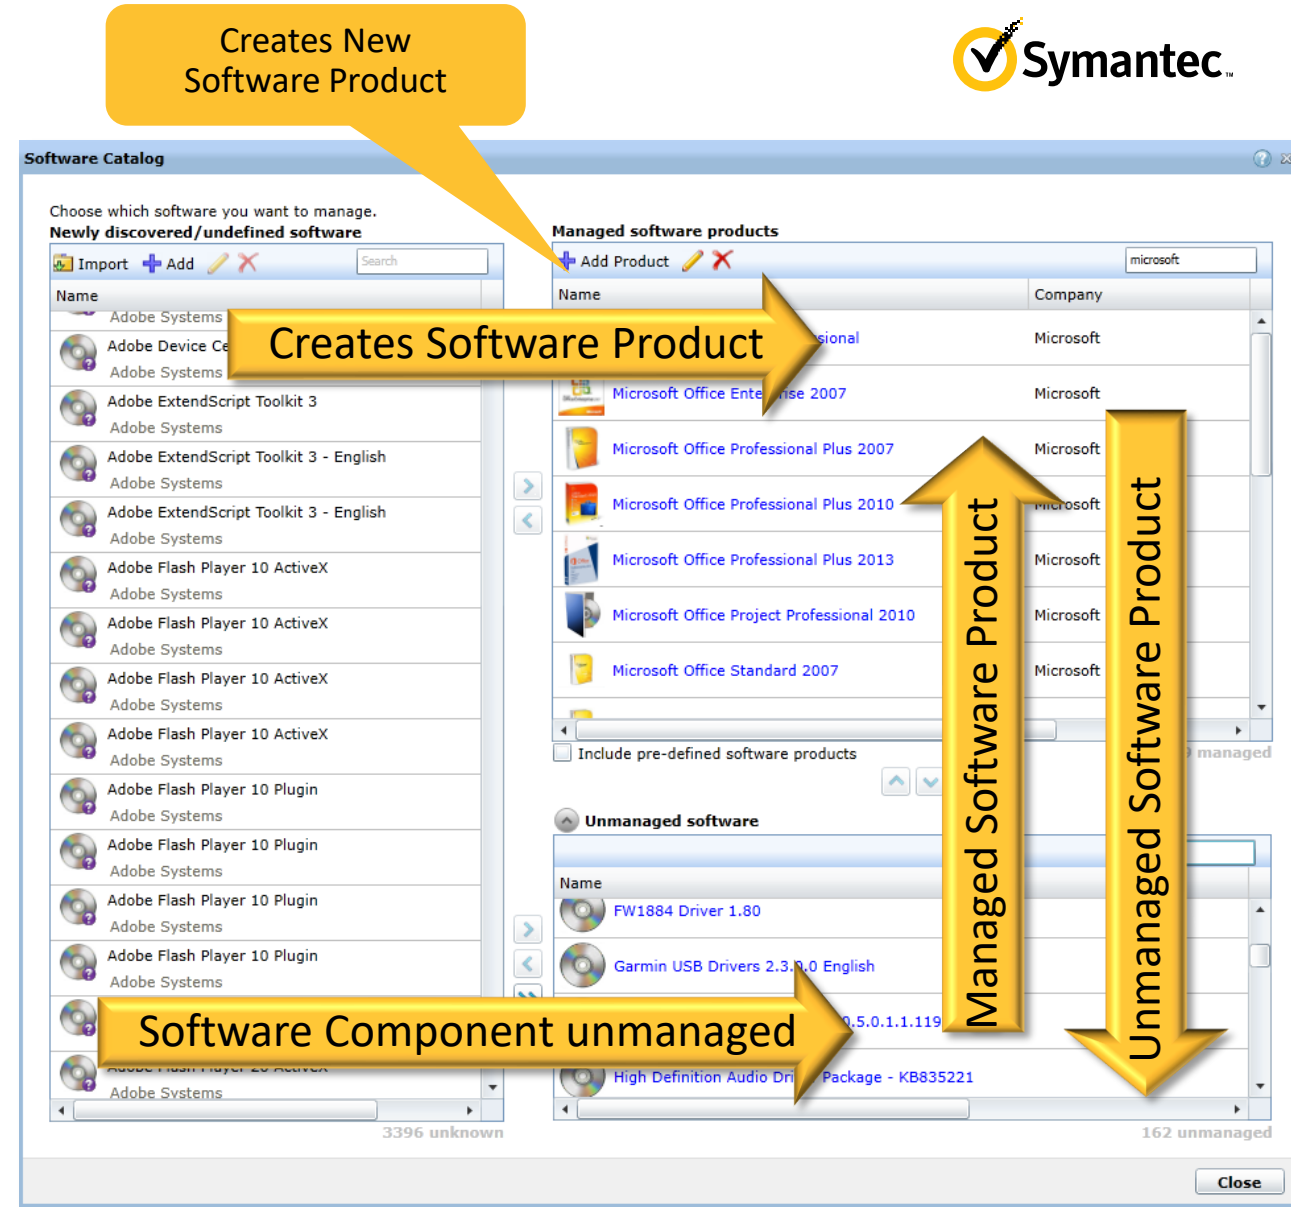 Creates New
Software Product
Symantec™
Software Catalog
Choose which software you want to manage.
Newly discovered/undefined software
Import
Add
Search
Name
Adobe Systems
Adobe Device Ce
Adobe Systems
Adobe ExtendScript Toolkit 3
Adobe Systems
Adobe ExtendScript Toolkit 3 - English
Adobe Systems
Adobe ExtendScript Toolkit 3 - English
Adobe Systems
Adobe Flash Player 10 ActiveX
Adobe Systems
Adobe Flash Player 10 ActiveX
Adobe Systems
Adobe Flash Player 10 ActiveX
Adobe Systems
Adobe Flash Player 10 ActiveX
Adobe Systems
Adobe Flash Player 10 Plugin
Adobe Systems
Adobe Flash Player 10 Plugin
Adobe Systems
Adobe Flash Player 10 Plugin
Adobe Systems
Adobe Flash Player 10 Plugin
Adobe Systems
Adobe Systems
3396 unknown
Managed software products
Add Product
microsoft
Name Company
Creates Software Product
sional Microsoft
Microsoft Office Enterprise 2007 Microsoft
Microsoft Office Professional Plus 2007 Microsoft
Microsoft Office Professional Plus 2010 Microsoft
Microsoft Office Professional Plus 2013 Microsoft
Microsoft Office Project Professional 2010 Microsoft
Microsoft Office Standard 2007 Microsoft
Include pre-defined software products
managed
Managed Software Product
Unmanaged Software Product
Unmanaged software
Name
FW1884 Driver 1.80
Garmin USB Drivers 2.3.0.0 English
Software Component unmanaged
.5.0.1.1.119
High Definition Audio Driver Package - KB835221
162 unmanaged
Close